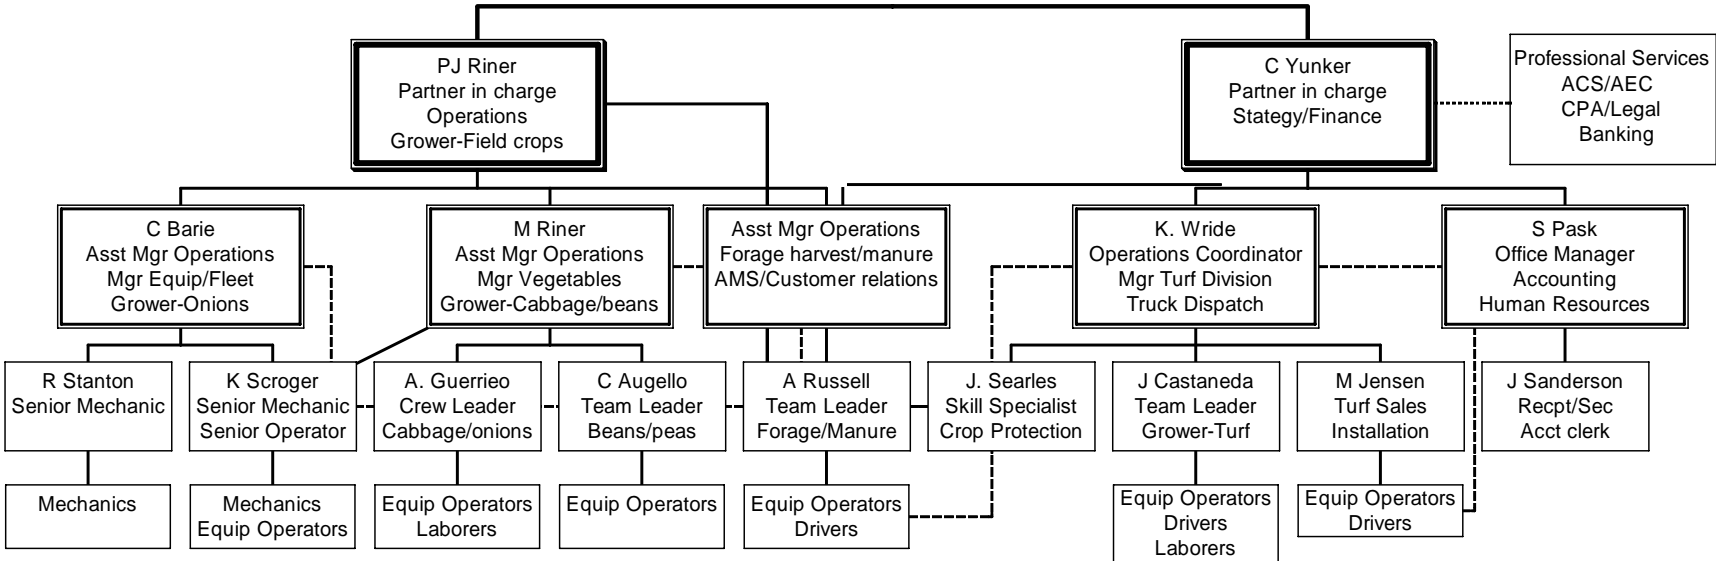 PJ Riner
Partner in charge
Operations
Grower-Field crops
C Yunker
Partner in charge
Stategy/Finance
Professional Services
ACS/AEC
CPA/Legal
Banking
C Barie
Asst Mgr Operations
Mgr Equip/Fleet
Grower-Onions
M Riner
Asst Mgr Operations
Mgr Vegetables
Grower-Cabbage/beans
Asst Mgr Operations
Forage harvest/manure
AMS/Customer relations
K. Wride
Operations Coordinator
Mgr Turf Division
Truck Dispatch
S Pask
Office Manager
Accounting
Human Resources
R Stanton
Senior Mechanic
K Scroger
Senior Mechanic
Senior Operator
A. Guerrieo
Crew Leader
Cabbage/onions
C Augello
Team Leader
Beans/peas
A Russell
Team Leader
Forage/Manure
J. Searles
Skill Specialist
Crop Protection
J Castaneda
Team Leader
Grower-Turf
M Jensen
Turf Sales
Installation
J Sanderson
Recpt/Sec
Acct clerk
Mechanics
Mechanics
Equip Operators
Equip Operators
Laborers
Equip Operators
Equip Operators
Drivers
Equip Operators
Drivers
Laborers
Equip Operators
Drivers